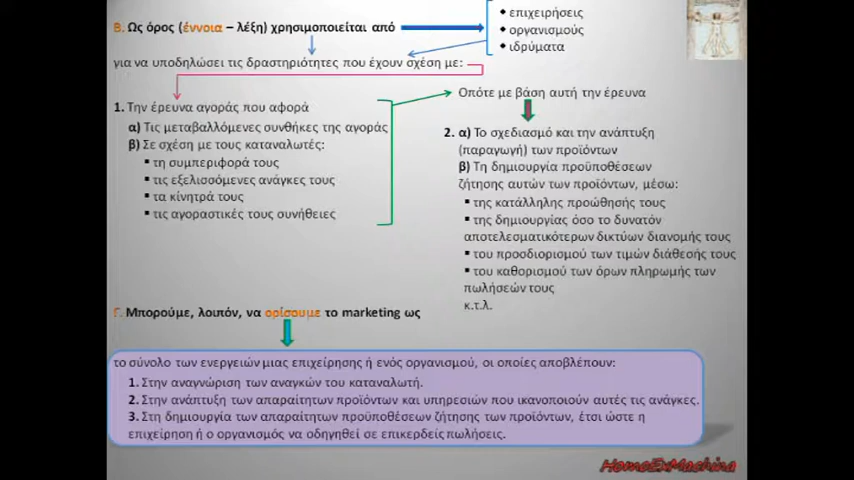 Β. Ως όρος (έννοια – λέξη) χρησιμοποιείται από
♦ επιχειρήσεις
♦ οργανισμούς
♦ ιδρύματα
για να υποδηλώσει τις δραστηριότητες που έχουν σχέση με:
1. Την έρευνα αγοράς που αφορά
α) Τις μεταβαλλόμενες συνθήκες της αγοράς
β) Σε σχέση με τους καταναλωτές:
▪ τη συμπεριφορά τους
▪ τις εξελισσόμενες ανάγκες τους
▪ τα κίνητρά τους
▪ τις αγοραστικές τους συνήθειες
Οπότε με βάση αυτή την έρευνα
2. α) Το σχεδιασμό και την ανάπτυξη
(παραγωγή) των προϊόντων
β) Τη δημιουργία προϋποθέσεων
ζήτησης αυτών των προϊόντων, μέσω:
▪ της κατάλληλης προώθησής τους
▪ της δημιουργίας όσο το δυνατόν
αποτελεσματικότερων δικτύων διανομής τους
▪ του προσδιορισμού των τιμών διάθεσής τους
▪ του καθορισμού των όρων πληρωμής των
πωλήσεών τους
κ.τ.λ.
Γ. Μπορούμε, λοιπόν, να ορίσουμε το marketing ως
το σύνολο των ενεργειών μιας επιχείρησης ή ενός οργανισμού, οι οποίες αποβλέπουν:
1. Στην αναγνώριση των αναγκών του καταναλωτή.
2. Στην ανάπτυξη των απαραίτητων προϊόντων και υπηρεσιών που ικανοποιούν αυτές τις ανάγκες.
3. Στη δημιουργία των απαραίτητων προϋποθέσεων ζήτησης των προϊόντων, έτσι ώστε η
επιχείρηση ή ο οργανισμός να οδηγηθεί σε επικερδείς πωλήσεις.
HomoExMachina